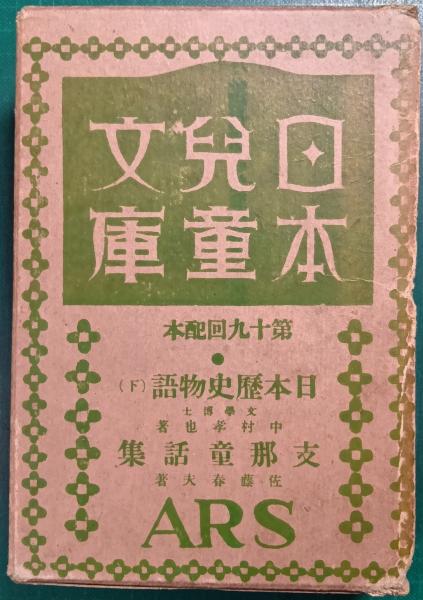 日本
兒童
文庫
第十九回配本
日本歷史物語(下)
文學博士
中村孝也著
支那童話集
佐藤春夫著
ARS